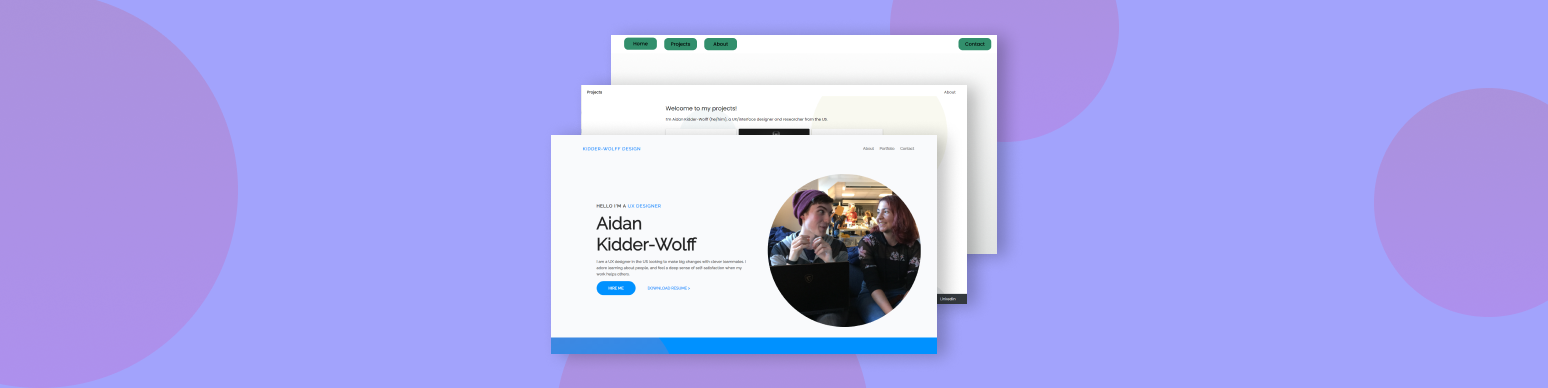 Home Projects About Contact
Projects About
Welcome to my projects!
I'm Aidan Kidder-Wolff (he/him), a UX/interface designer and researcher from the US
KIDDER-WOLFF DESIGN About Portfolio Contact
HELLO I'M A UX DESIGNER
Aidan
Kidder-Wolff
I am a UX designer in the US looking to make big changes with clever teammates. I
adore learning about people, and feel a deep sense of self-satisfaction when my
work helps others.
HIRE ME DOWNLOAD RESUME
LinkedIn